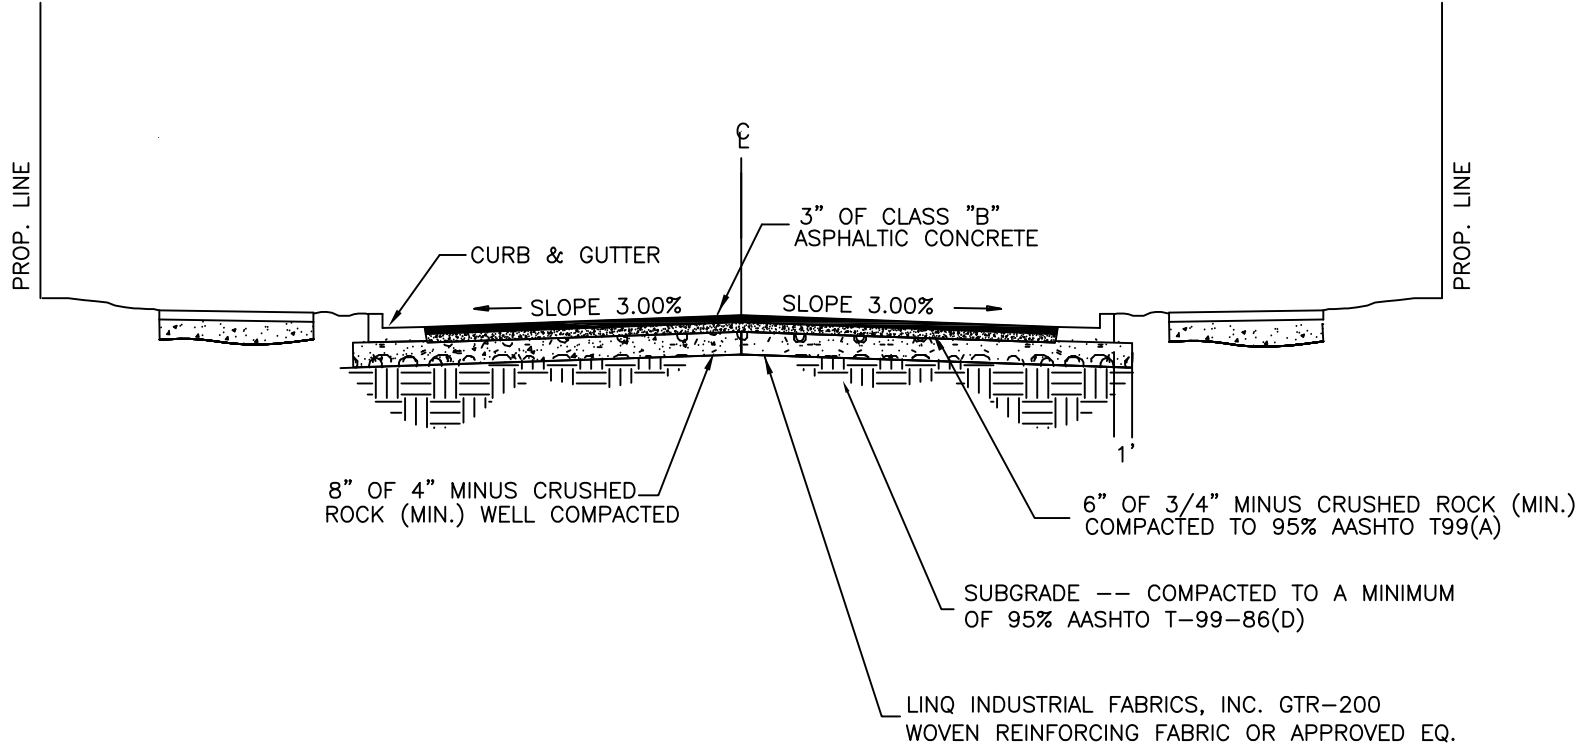 ℄
PROP. LINE
PROP. LINE
3” OF CLASS ”B”
ASPHALTIC CONCRETE
CURB & GUTTER
SLOPE 3.00%
SLOPE 3.00%
1’
8” OF 4” MINUS CRUSHED
ROCK (MIN.) WELL COMPACTED
6” OF 3/4” MINUS CRUSHED ROCK (MIN.)
COMPACTED TO 95% AASHTO T99(A)
SUBGRADE –– COMPACTED TO A MINIMUM
OF 95% AASHTO T–99–86(D)
LINQ INDUSTRIAL FABRICS, INC. GTR–200
WOVEN REINFORCING FABRIC OR APPROVED EQ.